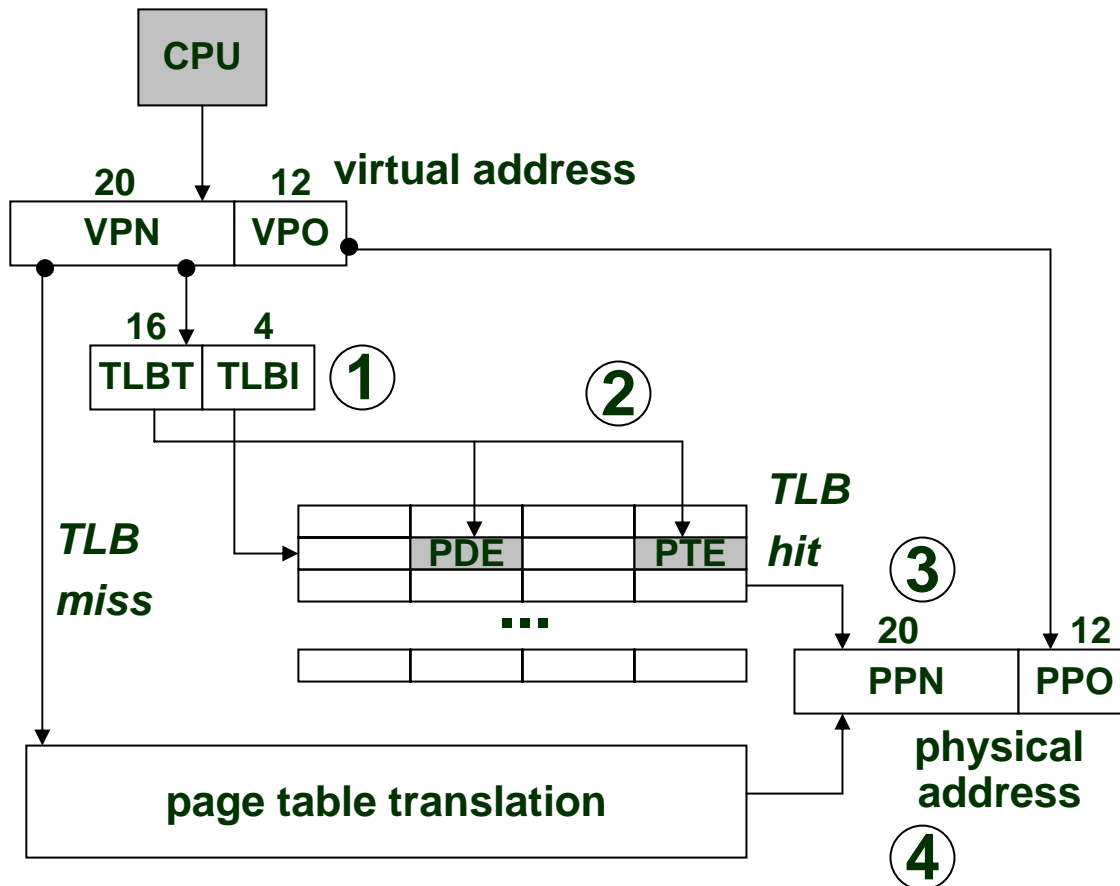 CPU
virtual address
20 12
VPN VPO
16 4
TLBT TLBI
1
2
TLB
hit
TLB
miss
PDE PTE
3
...
20 12
PPN PPO
physical
address
page table translation
4